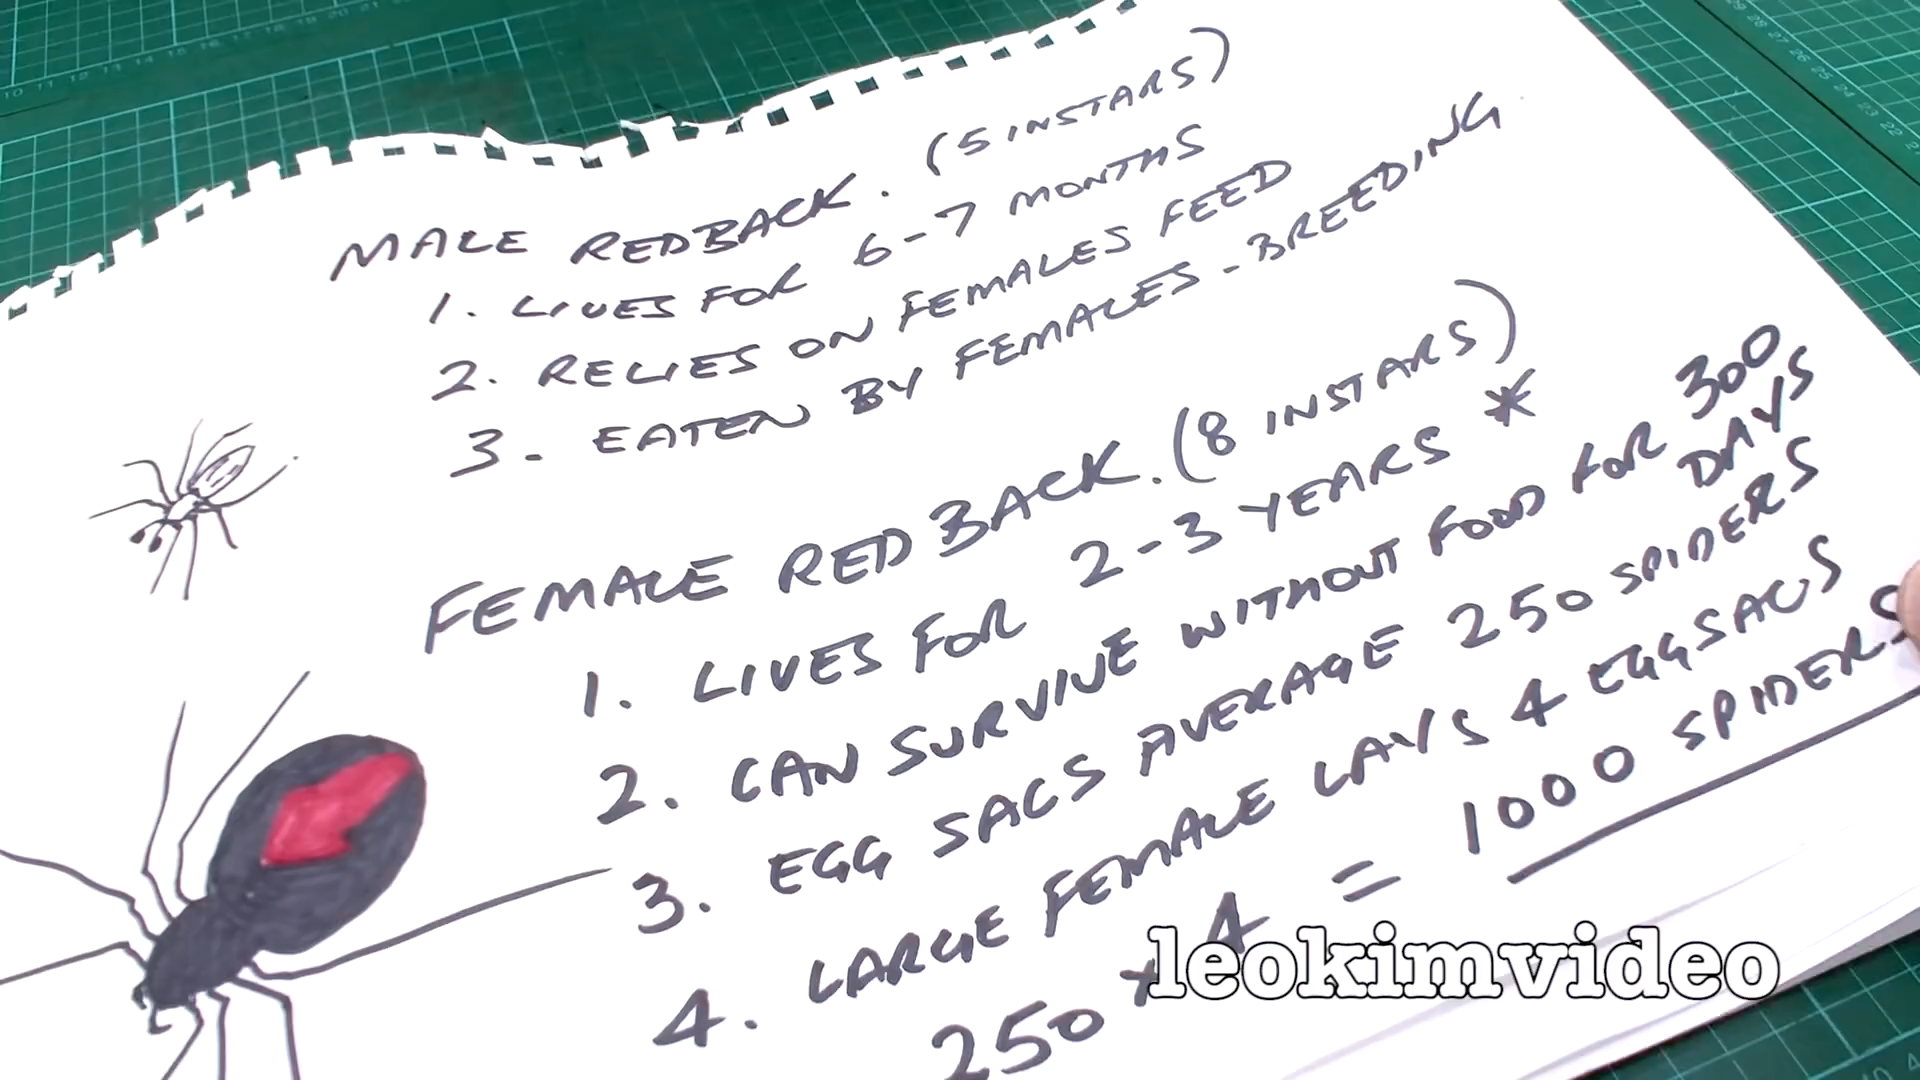 MALE REDBACK. (5 INSTARS)
1. LIVES FOR 6-7 MONTHS
2. RELIES ON FEMALES FEED
3. EATEN BY FEMALES - BREEDING
FEMALE REDBACK. (8 INSTARS)
1. LIVES FOR 2-3 YEARS *
2. CAN SURVIVE WITHOUT FOOD FOR 300
DAYS
3. EGG SACS AVERAGE 250 SPIDERS
4. LARGE FEMALE LAYS 4 EGGSACS
250 * 4 = 1000 SPIDERS
leokimvideo